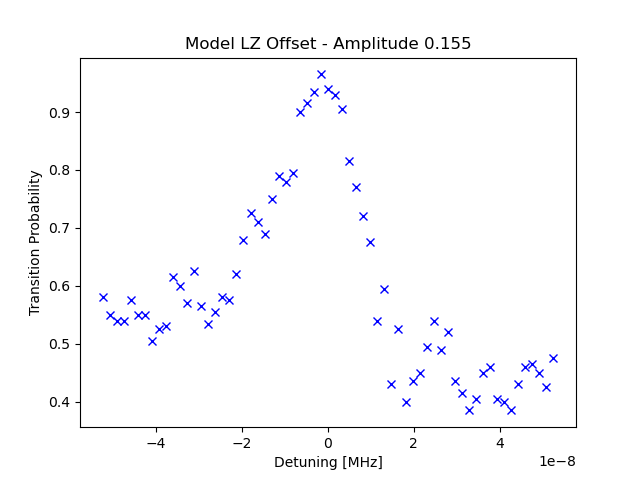 Model LZ Offset - Amplitude 0.155
Transition Probability
0.9
0.8
0.7
0.6
0.5
0.4
−4 −2 0 2 4
1e−8
Detuning [MHz]